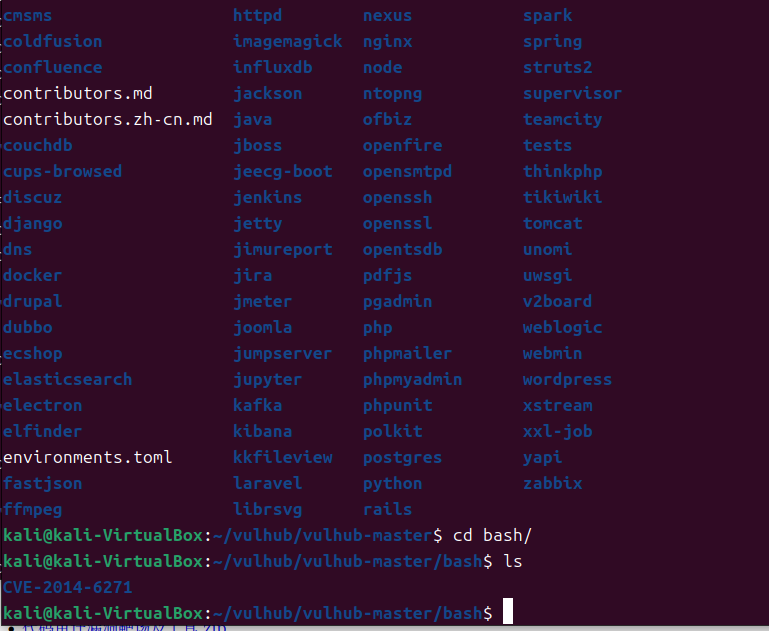 cmsms httpd nexus spark
coldfusion imagemagick nginx spring
confluence influxdb node struts2
contributors.md jackson ntopng supervisor
contributors.zh-cn.md java ofbiz teamcity
couchdb jboss openfire tests
cups-browsed jeecg-boot opensmtpd thinkphp
discuz jenkins openssh tikiwiki
django jetty openssl tomcat
dns jimureport opentsdb unomi
docker jira pdfjs uwsgi
drupal jmeter pgadmin v2board
dubbo joomla php weblogic
ecshop jumpserver phpmailer webmin
elasticsearch jupyter phpmyadmin wordpress
electron kafka phpunit xstream
elfinder kibana polkit xxl-job
environments.toml kkfileview postgres yapi
fastjson laravel python zabbix
ffmpeg librsvg rails
kali@kali-VirtualBox:~/vulhub/vulhub-master$ cd bash/
kali@kali-VirtualBox:~/vulhub/vulhub-master/bash$ ls
CVE-2014-6271
kali@kali-VirtualBox:~/vulhub/vulhub-master/bash$